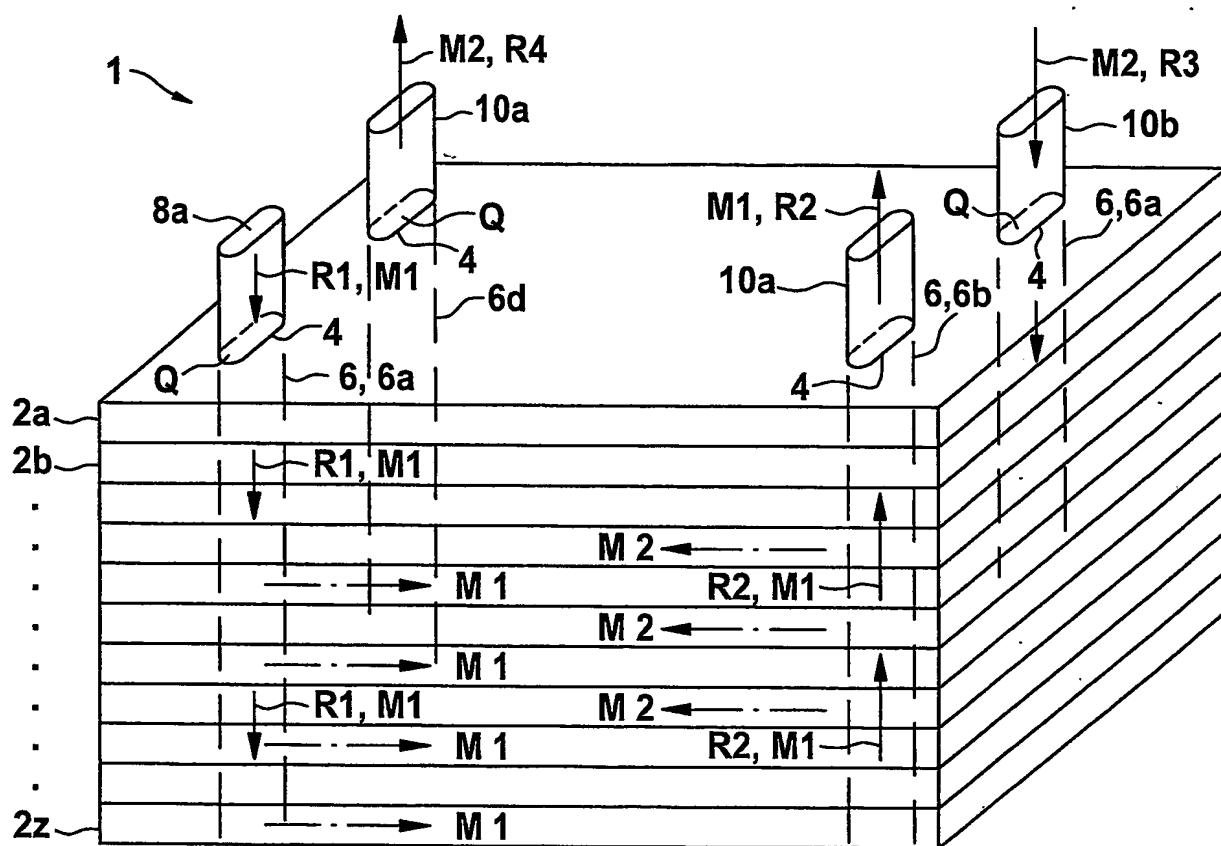 M2, R4
M2, R3
1
10a
10b
8a
Q
M1, R2
Q
6,6a
4
4
R1, M1
6d
10a
6,6b
4
Q
6, 6a
4
2a
2b
R1, M1
M 2
M 1
R2, M1
M 2
M 1
R1, M1
M 2
M 1
R2, M1
2z
M 1